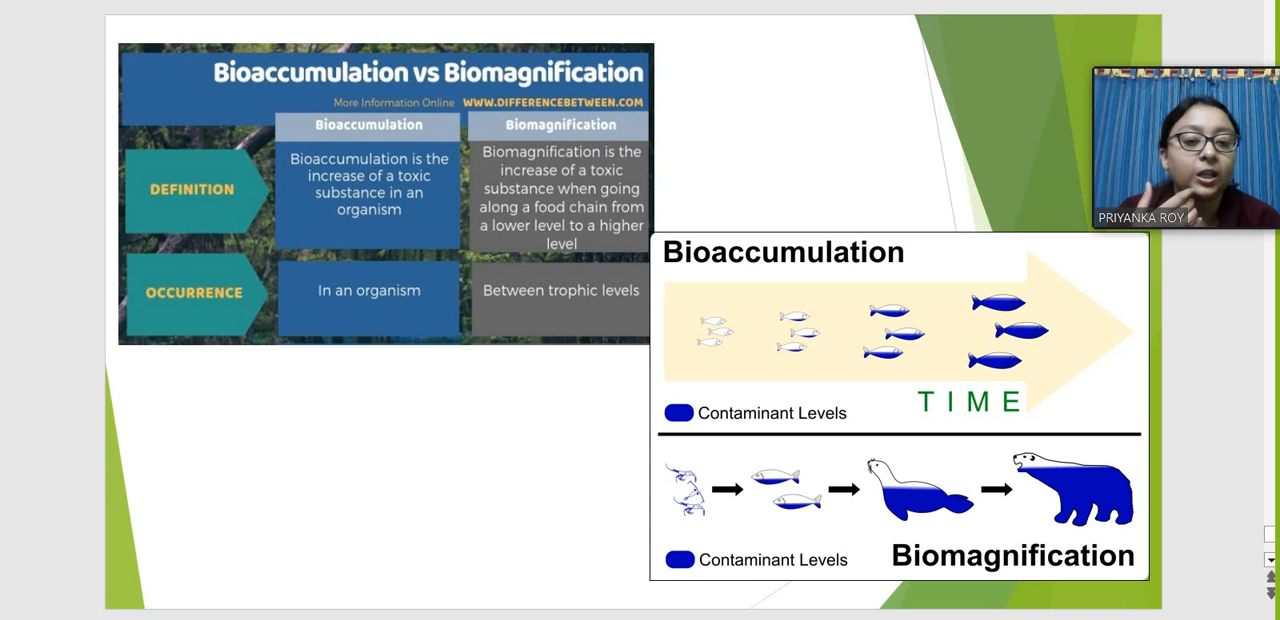 Bioaccumulation vs Biomagnification
More Information Online WWW.DIFFERENCEBETWEEN.COM
Bioaccumulation
Biomagnification
DEFINITION
Bioaccumulation is the
increase of a toxic
substance in an
organism
Biomagnification is the
increase of a toxic
substance when going
along a food chain from
a lower level to a higher
level
OCCURRENCE
In an organism
Between trophic levels
PRIYANKA ROY
Bioaccumulation
TIME
Contaminant Levels
Contaminant Levels
Biomagnification